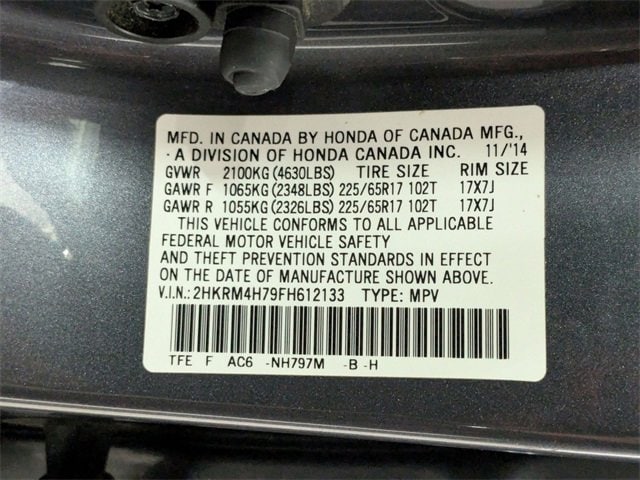 MFD. IN CANADA BY HONDA OF CANADA MFG.,
A DIVISION OF HONDA CANADA INC. 11/'14
GVWR 2100KG (4630LBS) TIRE SIZE RIM SIZE
GAWR F 1065KG (2348LBS) 225/65R17 102T 17X7J
GAWR R 1055KG (2326LBS) 225/65R17 102T 17X7J
THIS VEHICLE CONFORMS TO ALL APPLICABLE
FEDERAL MOTOR VEHICLE SAFETY
AND THEFT PREVENTION STANDARDS IN EFFECT
ON THE DATE OF MANUFACTURE SHOWN ABOVE.
V.I.N.: 2HKRM4H79FH612133 TYPE: MPV
TFE F AC6 -NH797M -B -H